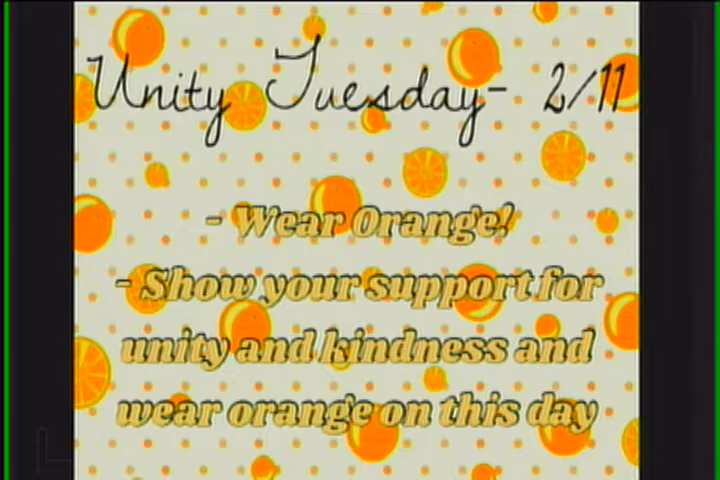 Unity Tuesday- 2/11
- Wear Orange!
- Show your support for
unity and kindness and
wear orange on this day